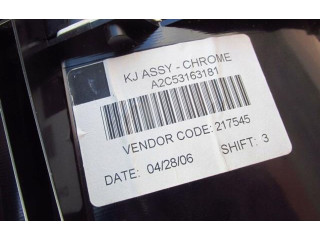 KJ ASSY - CHROME
A2C53163181
VENDOR CODE: 217545
DATE: 04/28/06 SHIFT: 3